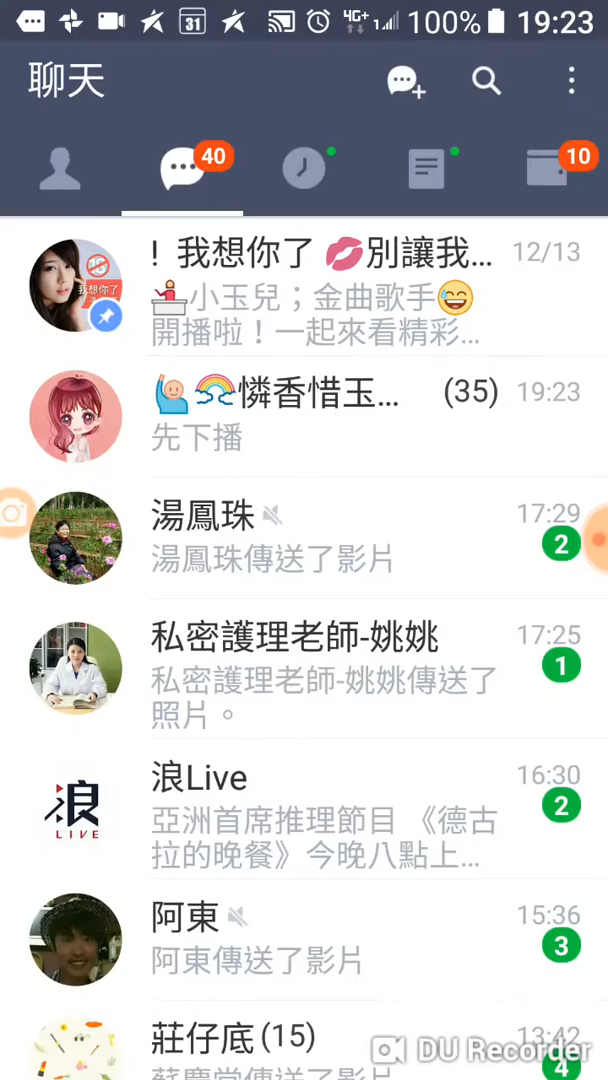 31 4G+ 100% 19:23
聊天
40 10
! 我想你了 💋別讓我... 12/13
小玉兒;金曲歌手😅
開播啦!一起來看精彩...
🙋🌈憐香惜玉... (35) 19:23
先下播
湯鳳珠 17:29
湯鳳珠傳送了影片 2
私密護理老師-姚姚 17:25
私密護理老師-姚姚傳送了 1
照片。
浪Live 16:30
亞洲首席推理節目 《德古 2
拉的晚餐》今晚八點上...
浪
LIVE
阿東 15:36
阿東傳送了影片 3
莊仔底(15) 13:42
DU Recorder
4